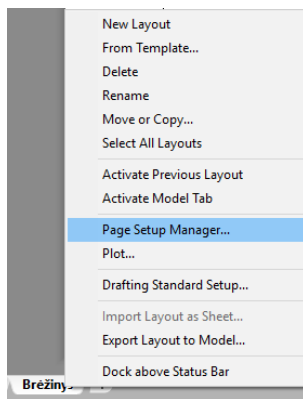 New Layout
From Template...
Delete
Rename
Move or Copy...
Select All Layouts
Activate Previous Layout
Activate Model Tab
Page Setup Manager...
Plot...
Drafting Standard Setup...
Import Layout as Sheet...
Export Layout to Model...
Dock above Status Bar
Brėžinys